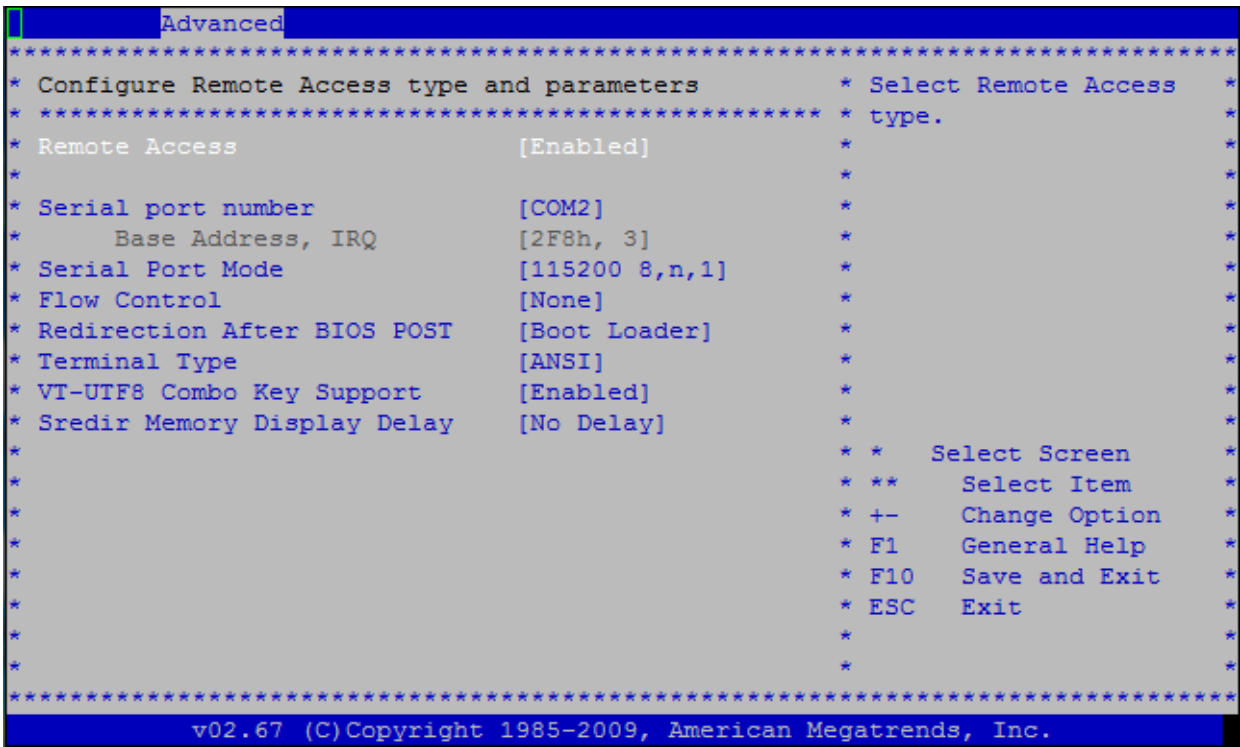 Advanced
********************************************************************************
* Configure Remote Access type and parameters * Select Remote Access *
* *************************************************** * type. *
* Remote Access [Enabled] * *
* * *
* Serial port number [COM2] * *
* Base Address, IRQ [2F8h, 3] * *
* Serial Port Mode [115200 8,n,1] * *
* Flow Control [None] * *
* Redirection After BIOS POST [Boot Loader] * *
* Terminal Type [ANSI] * *
* VT-UTF8 Combo Key Support [Enabled] * *
* Sredir Memory Display Delay [No Delay] * *
* * * Select Screen *
* * ** Select Item *
* * +- Change Option *
* * F1 General Help *
* * F10 Save and Exit *
* * ESC Exit *
* * *
* * *
********************************************************************************
v02.67 (C)Copyright 1985-2009, American Megatrends, Inc.